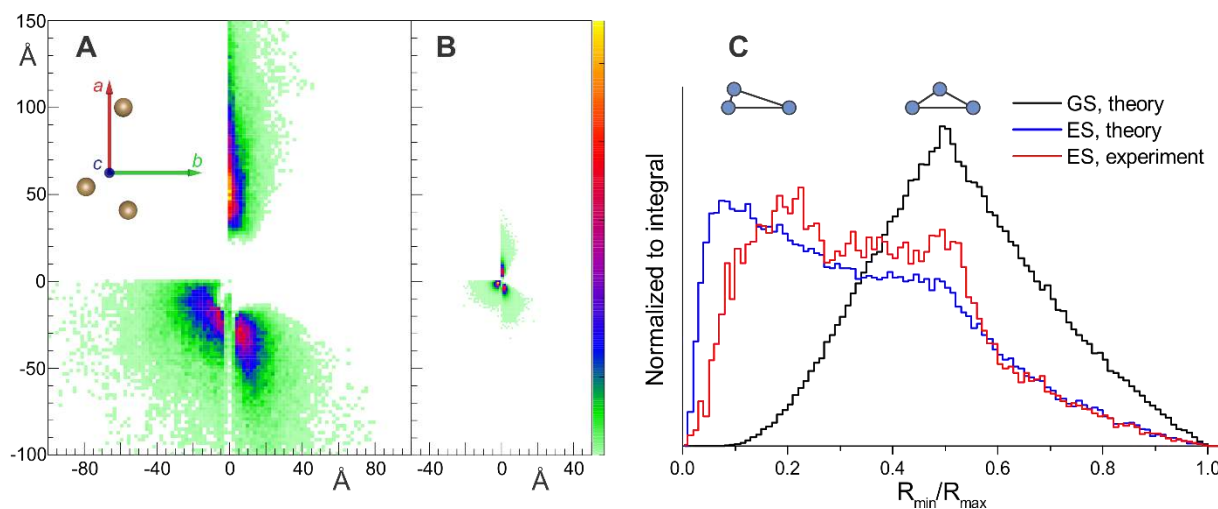 A
B
C
Å
150
100
50
0
-50
-100
a
b
c
-80
-40
0
40
80
Å
-40
0
40
Å
GS, theory
ES, theory
ES, experiment
Normalized to integral
0.0
0.2
0.4
0.6
0.8
1.0
Rmin/Rmax